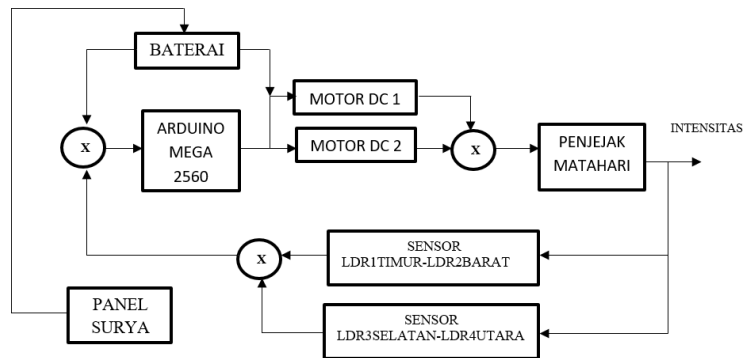 BATERAI
MOTOR DC 1
MOTOR DC 2
X
ARDUINO
MEGA
2560
X
PENJEJAK
MATAHARI
INTENSITAS
X
SENSOR
LDR1TIMUR-LDR2BARAT
PANEL
SURYA
SENSOR
LDR3SELATAN-LDR4UTARA